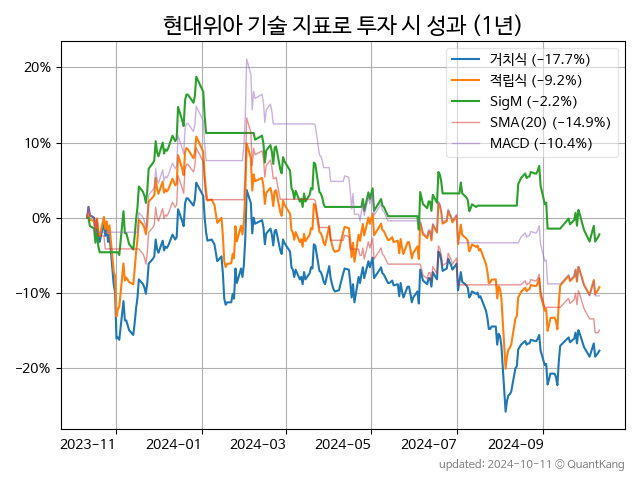 현대위아 기술 지표로 투자 시 성과 (1년)
거치식 (−17.7%)
적립식 (−9.2%)
SigM (−2.2%)
SMA(20) (−14.9%)
MACD (−10.4%)
20%
10%
0%
−10%
−20%
2023-11 2024-01 2024-03 2024-05 2024-07 2024-09
updated: 2024-10-11 © QuantKang